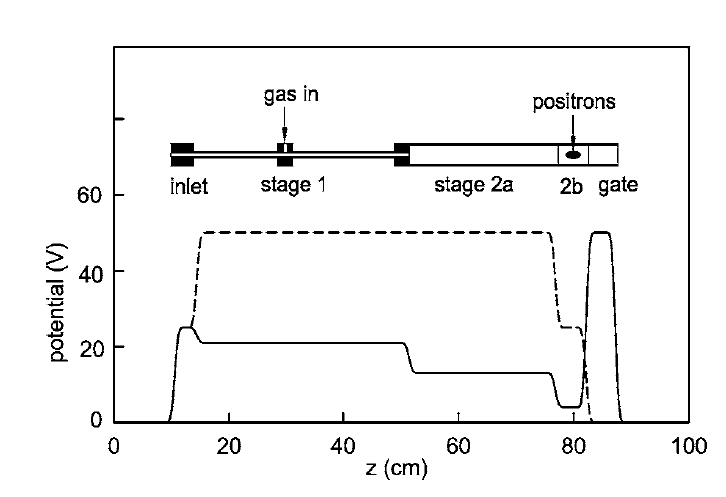 gas in
positrons
inlet stage 1 stage 2a 2b gate
60
40
20
0
potential (V)
0 20 40 60 80 100
z (cm)